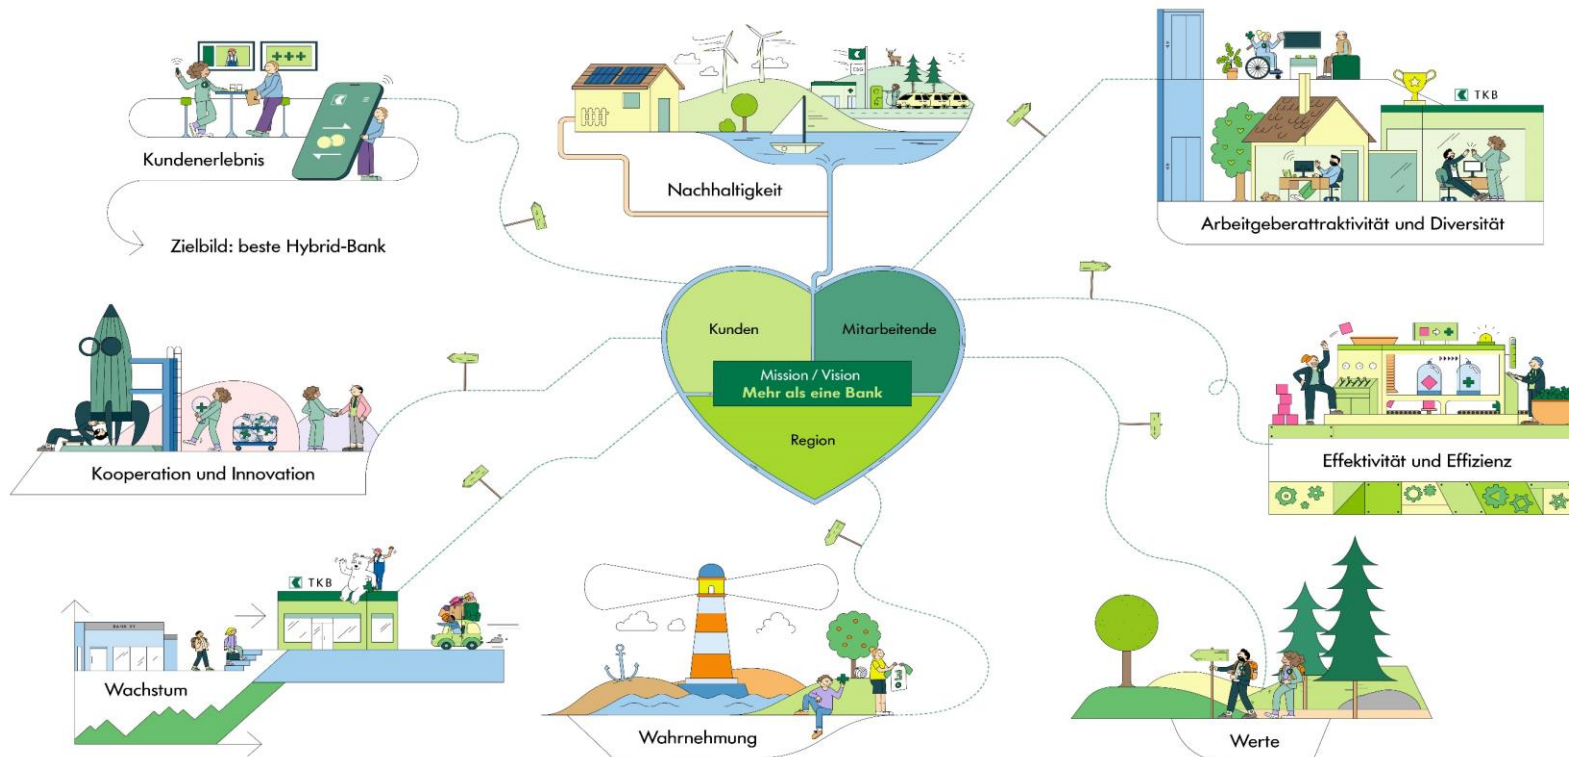 Kundenerlebnis
Zielbild: beste Hybrid-Bank
ESG
Nachhaltigkeit
TKB
Arbeitgeberattraktivität und Diversität
Kunden
Mitarbeitende
Mission / Vision
Mehr als eine Bank
Region
Kooperation und Innovation
Effektivität und Effizienz
TKB
Wachstum
Wahrnehmung
Werte